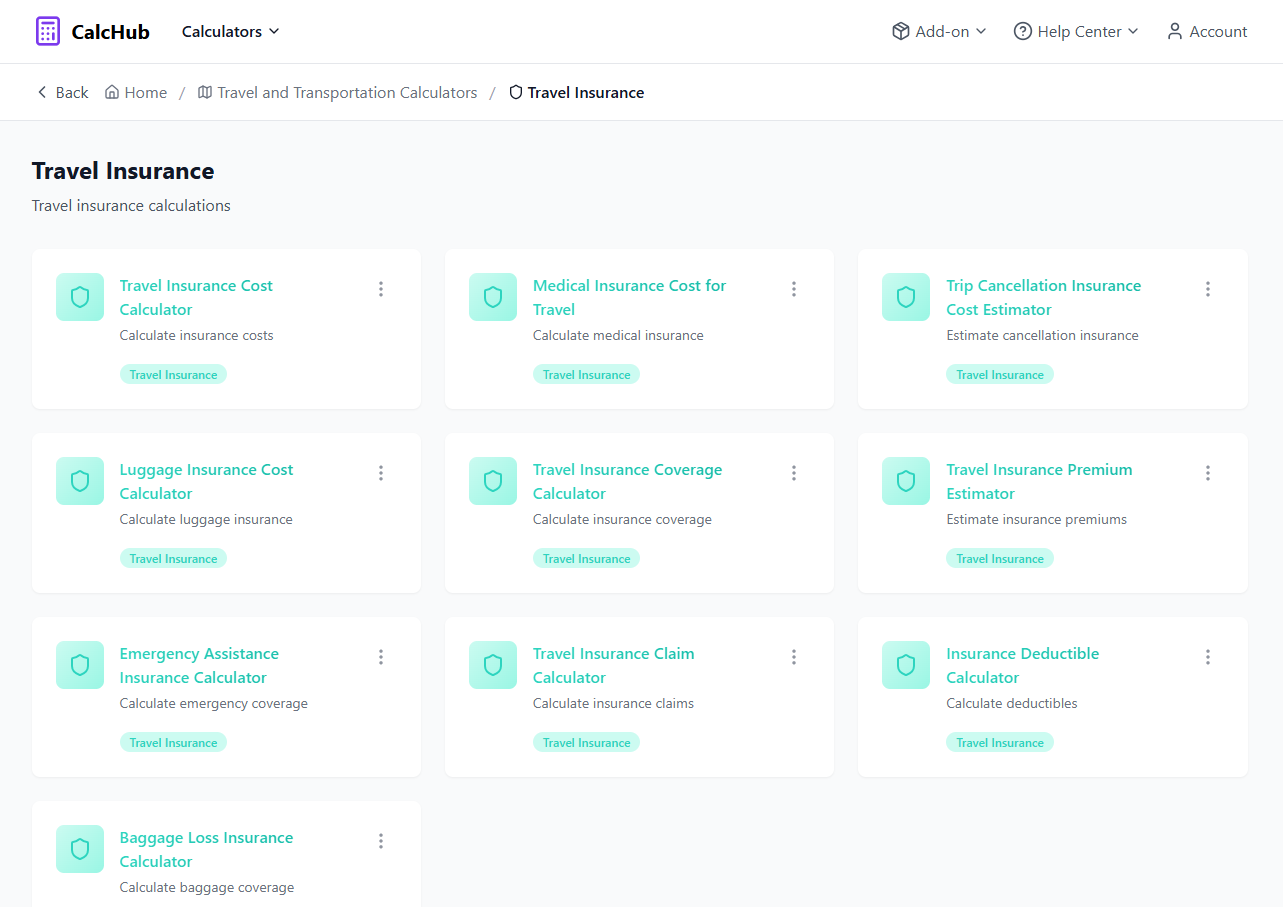 CalcHub
Calculators
Add-on
Help Center
Account
Back
Home
/
Travel and Transportation Calculators
/
Travel Insurance
Travel Insurance
Travel insurance calculations
Travel Insurance Cost
Calculator
Calculate insurance costs
Travel Insurance
Medical Insurance Cost for
Travel
Calculate medical insurance
Travel Insurance
Trip Cancellation Insurance
Cost Estimator
Estimate cancellation insurance
Travel Insurance
Luggage Insurance Cost
Calculator
Calculate luggage insurance
Travel Insurance
Travel Insurance Coverage
Calculator
Calculate insurance coverage
Travel Insurance
Travel Insurance Premium
Estimator
Estimate insurance premiums
Travel Insurance
Emergency Assistance
Insurance Calculator
Calculate emergency coverage
Travel Insurance
Travel Insurance Claim
Calculator
Calculate insurance claims
Travel Insurance
Insurance Deductible
Calculator
Calculate deductibles
Travel Insurance
Baggage Loss Insurance
Calculator
Calculate baggage coverage